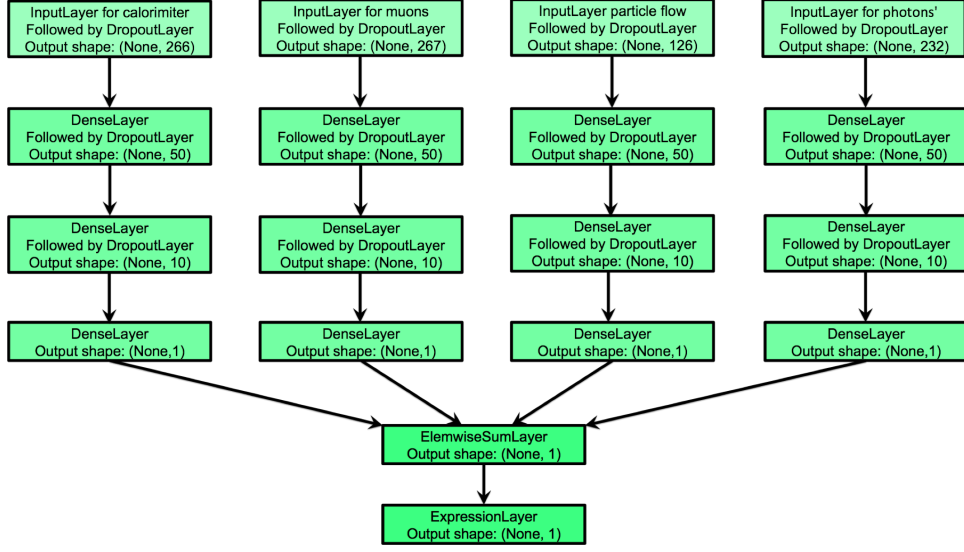 InputLayer for calorimiter
Followed by DropoutLayer
Output shape: (None, 266)
InputLayer for muons
Followed by DropoutLayer
Output shape: (None, 267)
InputLayer particle flow
Followed by DropoutLayer
Output shape: (None, 126)
InputLayer for photons'
Followed by DropoutLayer
Output shape: (None, 232)
DenseLayer
Followed by DropoutLayer
Output shape: (None, 50)
DenseLayer
Followed by DropoutLayer
Output shape: (None, 50)
DenseLayer
Followed by DropoutLayer
Output shape: (None, 50)
DenseLayer
Followed by DropoutLayer
Output shape: (None, 50)
DenseLayer
Followed by DropoutLayer
Output shape: (None, 10)
DenseLayer
Followed by DropoutLayer
Output shape: (None, 10)
DenseLayer
Followed by DropoutLayer
Output shape: (None, 10)
DenseLayer
Followed by DropoutLayer
Output shape: (None, 10)
DenseLayer
Output shape: (None,1)
DenseLayer
Output shape: (None,1)
DenseLayer
Output shape: (None,1)
DenseLayer
Output shape: (None,1)
ElemwiseSumLayer
Output shape: (None, 1)
ExpressionLayer
Output shape: (None, 1)